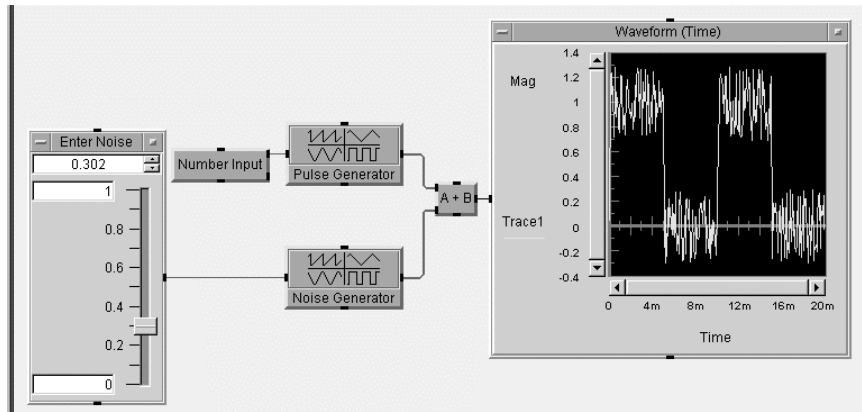 Enter Noise
0.302
1
0.8
0.6
0.4
0.2
0
Number Input
Pulse Generator
Noise Generator
A + B
Waveform (Time)
Mag
Trace1
1.4
1.2
1
0.8
0.6
0.4
0.2
0
-0.2
-0.4
0 4m 8m 12m 16m 20m
Time